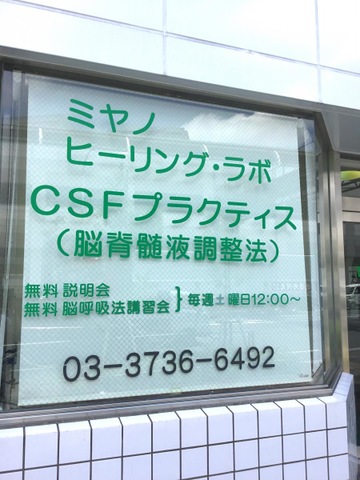 ミヤノ
ヒーリング・ラボ
CSFプラクティス
（脳脊髄液調整法）
無料 説明会
無料 脳呼吸法講習会 } 毎週土曜日12:00〜
03-3736-6492